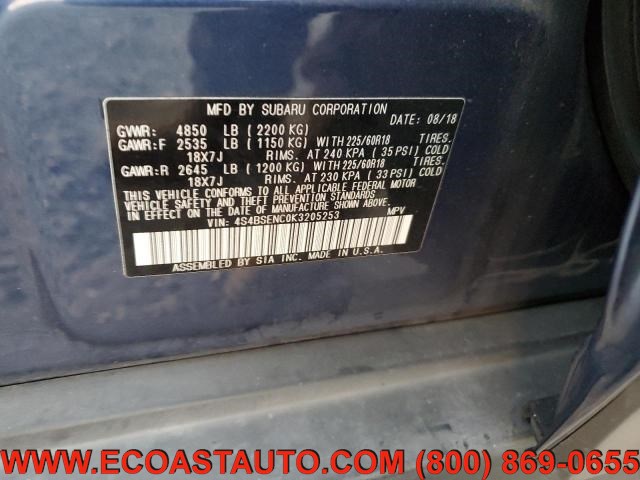 MFD BY SUBARU CORPORATION
DATE: 08/18
GVWR: 4850 LB (2200 KG)
GAWR:F 2535 LB (1150 KG) WITH 225/60R18 TIRES.
18X7J RIMS. AT 240 KPA (35 PSI) COLD
GAWR:R 2645 LB (1200 KG) WITH 225/60R18 TIRES.
18X7J RIMS. AT 230 KPA (33 PSI) COLD
THIS VEHICLE CONFORMS TO ALL APPLICABLE FEDERAL MOTOR
VEHICLE SAFETY AND THEFT PREVENTION STANDARDS
IN EFFECT ON THE DATE OF MANUFACTURE SHOWN ABOVE.
VIN: 4S4BSENC0K3205253 MPV
ASSEMBLED BY SIA INC. MADE IN U.S.A.
WWW.ECOASTAUTO.COM (800) 869-0655